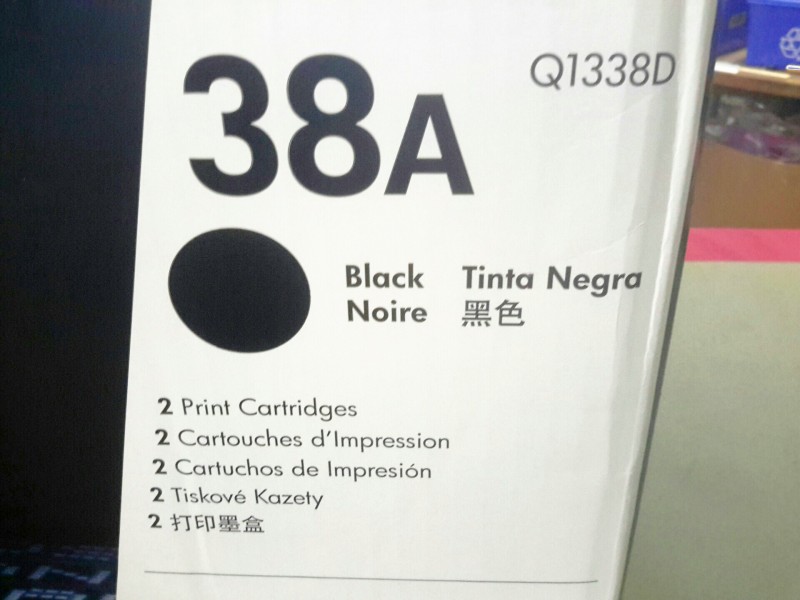 38A
Q1338D
Black Tinta Negra
Noire 黑色
2 Print Cartridges
2 Cartouches d'Impression
2 Cartuchos de Impresión
2 Tiskové Kazety
2 打印墨盒